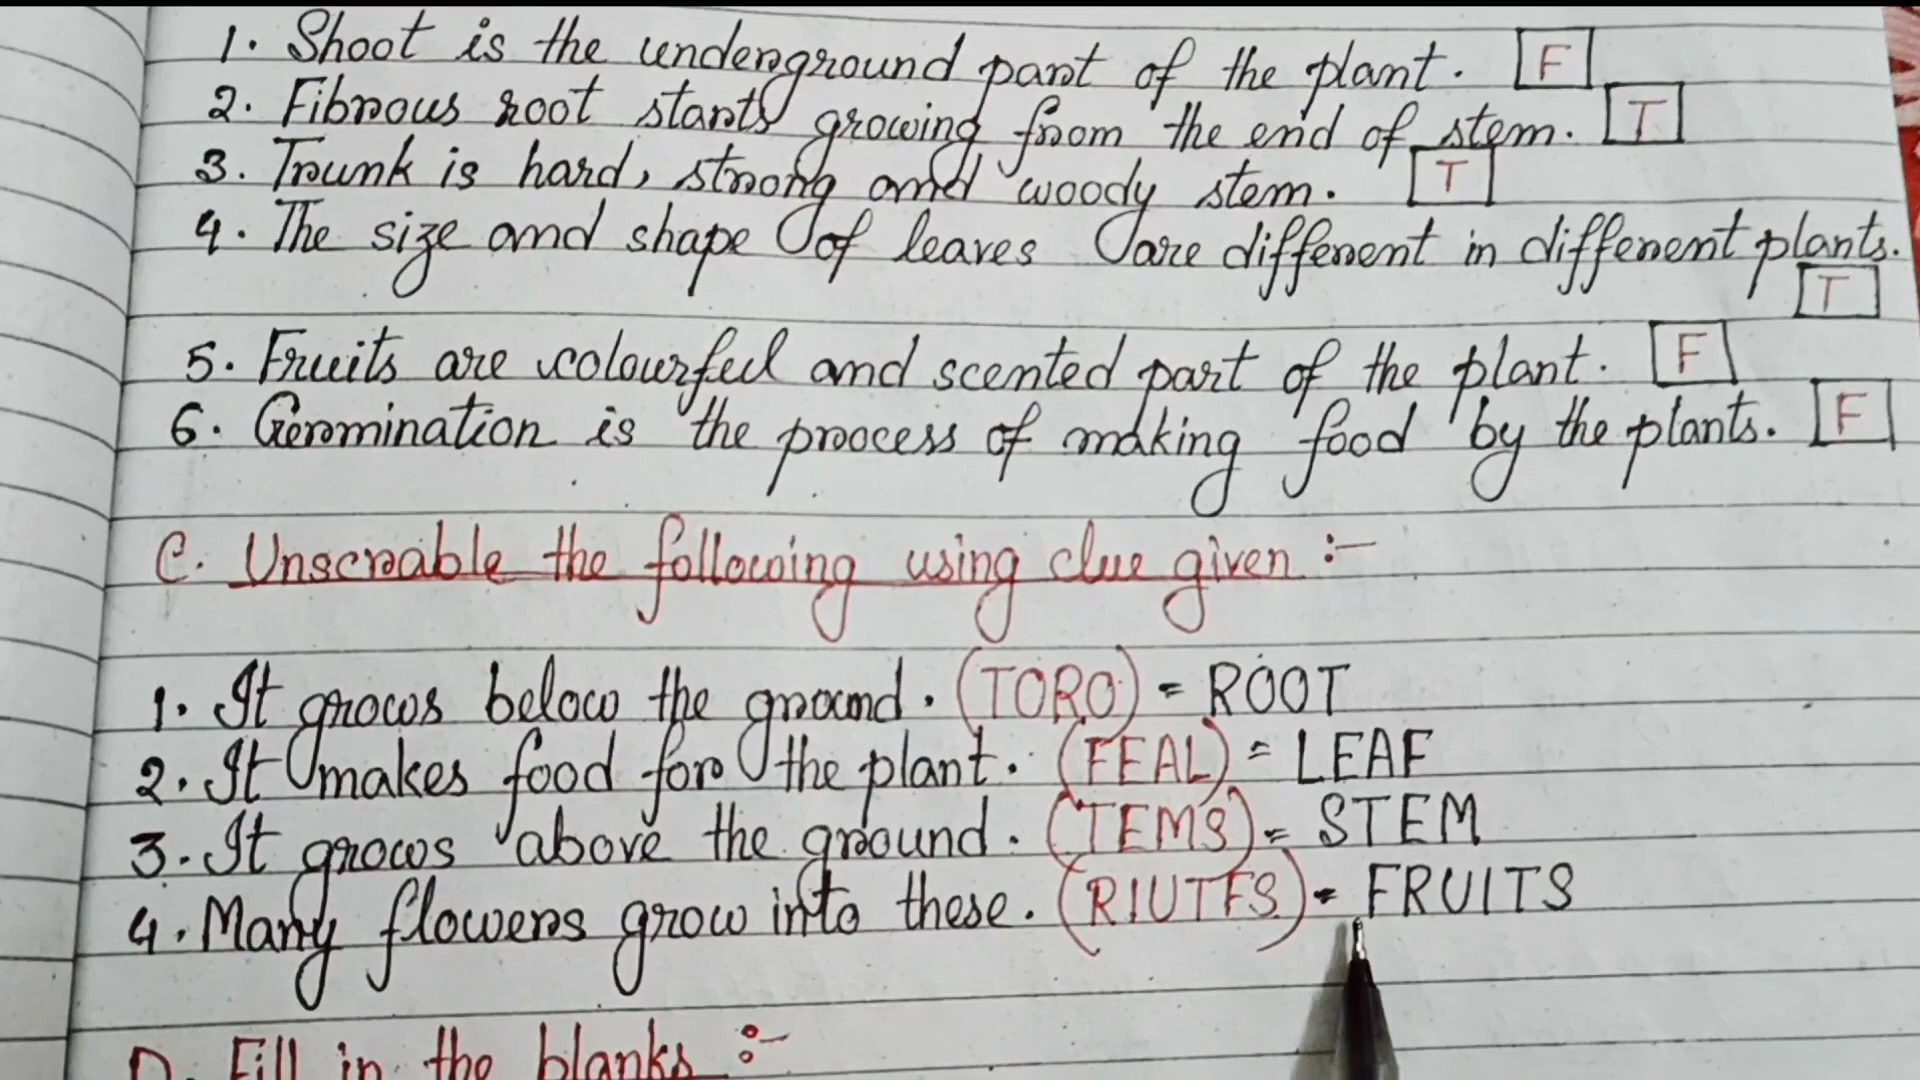 1. Shoot is the underground part of the plant. F
2. Fibrous root starts growing from the end of stem. T
3. Trunk is hard, strong and woody stem. T
4. The size and shape of leaves are different in different plants.
T
5. Fruits are colourful and scented part of the plant. F
6. Germination is the process of making food by the plants. F
C. Unscrable the following using clue given :-
1. It grows below the ground. (TORO) = ROOT
2. It makes food for the plant. (FEAL) = LEAF
3. It grows above the ground. (TEMS) = STEM
4. Many flowers grow into these. (RIUTFS) = FRUITS
D. Fill in the blanks :-